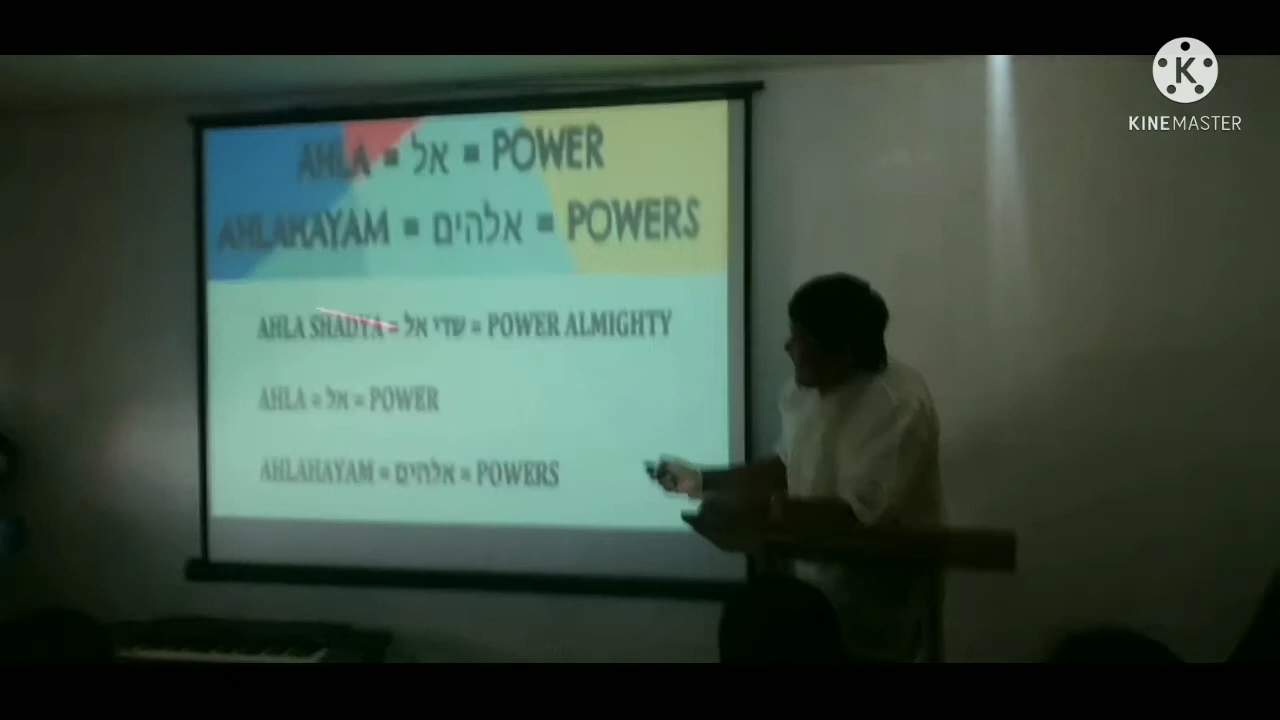 AHLA = אל = POWER
AHLAHAYAM = אלהים = POWERS
AHLA SHADYA = שדי אל = POWER ALMIGHTY
AHLA = אל = POWER
AHLAHAYAM = אלהים = POWERS
K
KINEMASTER